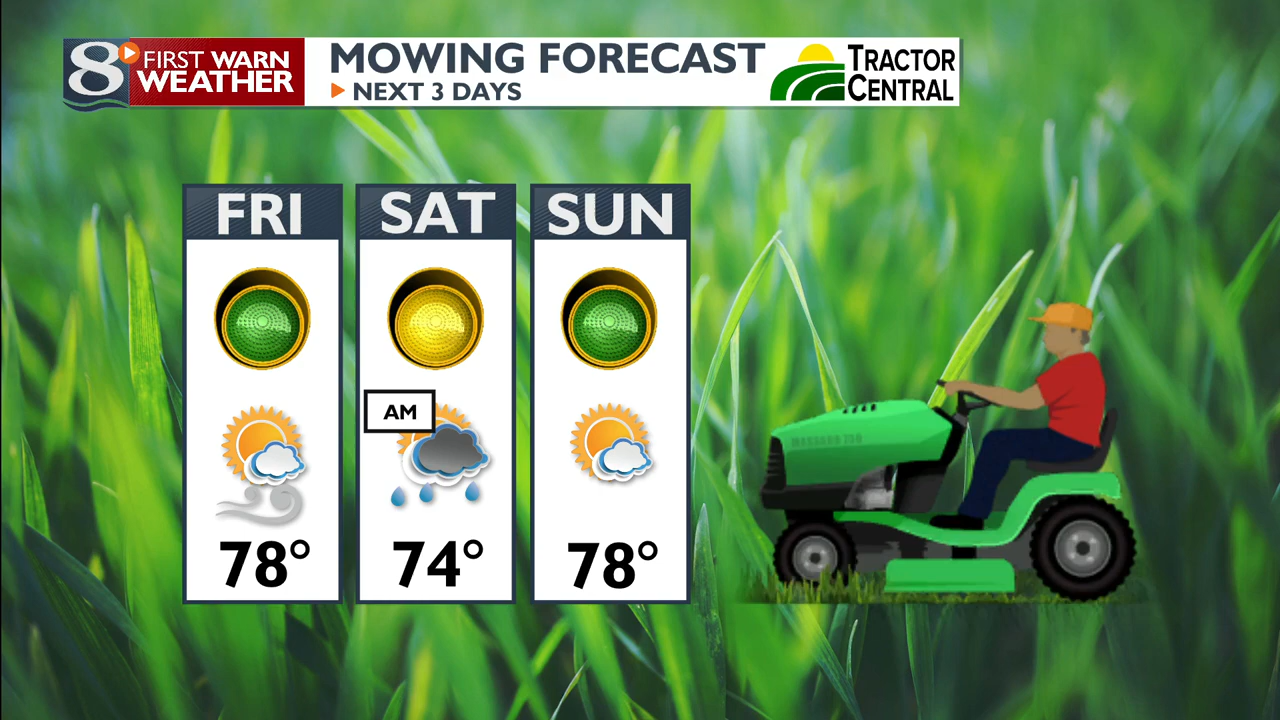 8 FIRST WARN
WEATHER
MOWING FORECAST
NEXT 3 DAYS
TRACTOR
CENTRAL
FRI
SAT
SUN
AM
78°
74°
78°